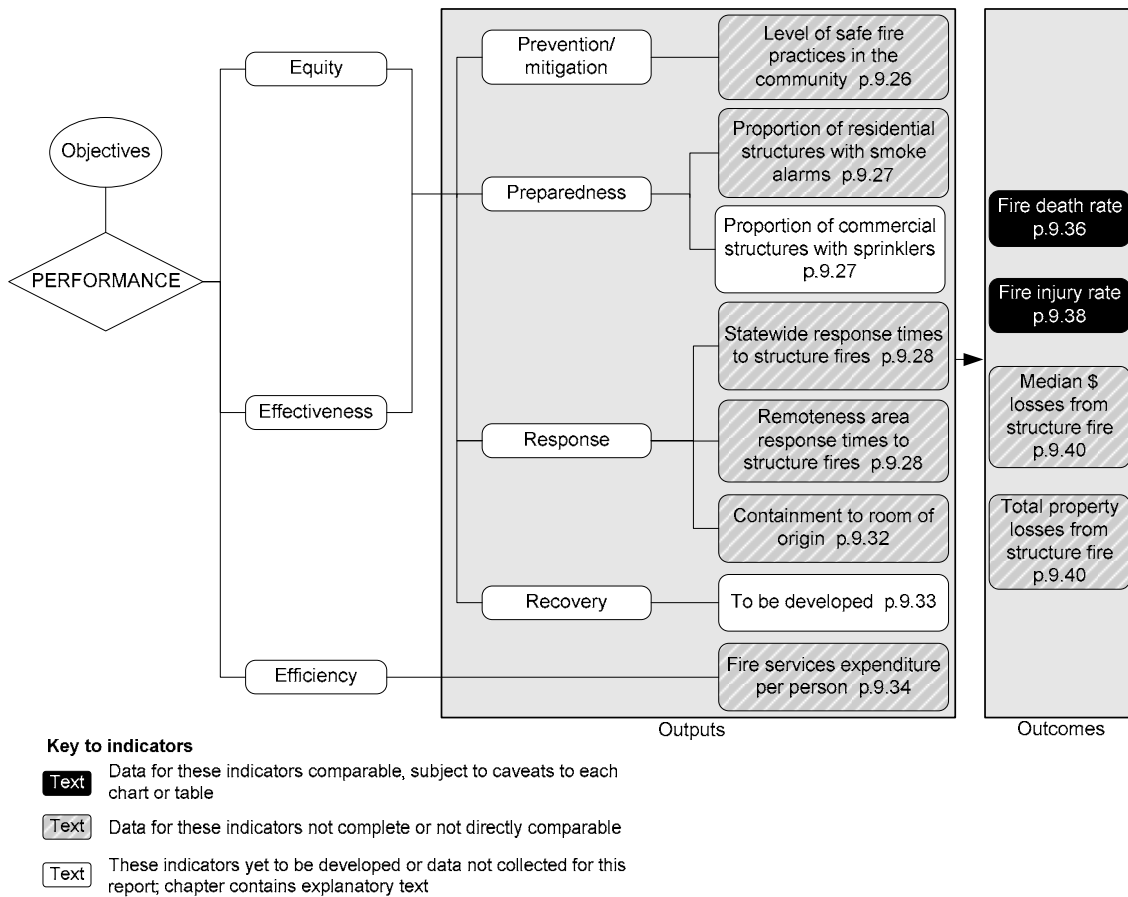 Objectives
PERFORMANCE
Equity
Effectiveness
Efficiency
Prevention/
mitigation
Preparedness
Response
Recovery
Level of safe fire
practices in the
community p.9.26
Proportion of residential
structures with smoke
alarms p.9.27
Proportion of commercial
structures with sprinklers
p.9.27
Statewide response times
to structure fires p.9.28
Remoteness area
response times to
structure fires p.9.28
Containment to room of
origin p.9.32
To be developed p.9.33
Fire services expenditure
per person p.9.34
Outputs
Fire death rate
p.9.36
Fire injury rate
p.9.38
Median $
losses from
structure fire
p.9.40
Total property
losses from
structure fire
p.9.40
Outcomes
Key to indicators
Text
Data for these indicators comparable, subject to caveats to each
chart or table
Text
Data for these indicators not complete or not directly comparable
Text
These indicators yet to be developed or data not collected for this
report; chapter contains explanatory text